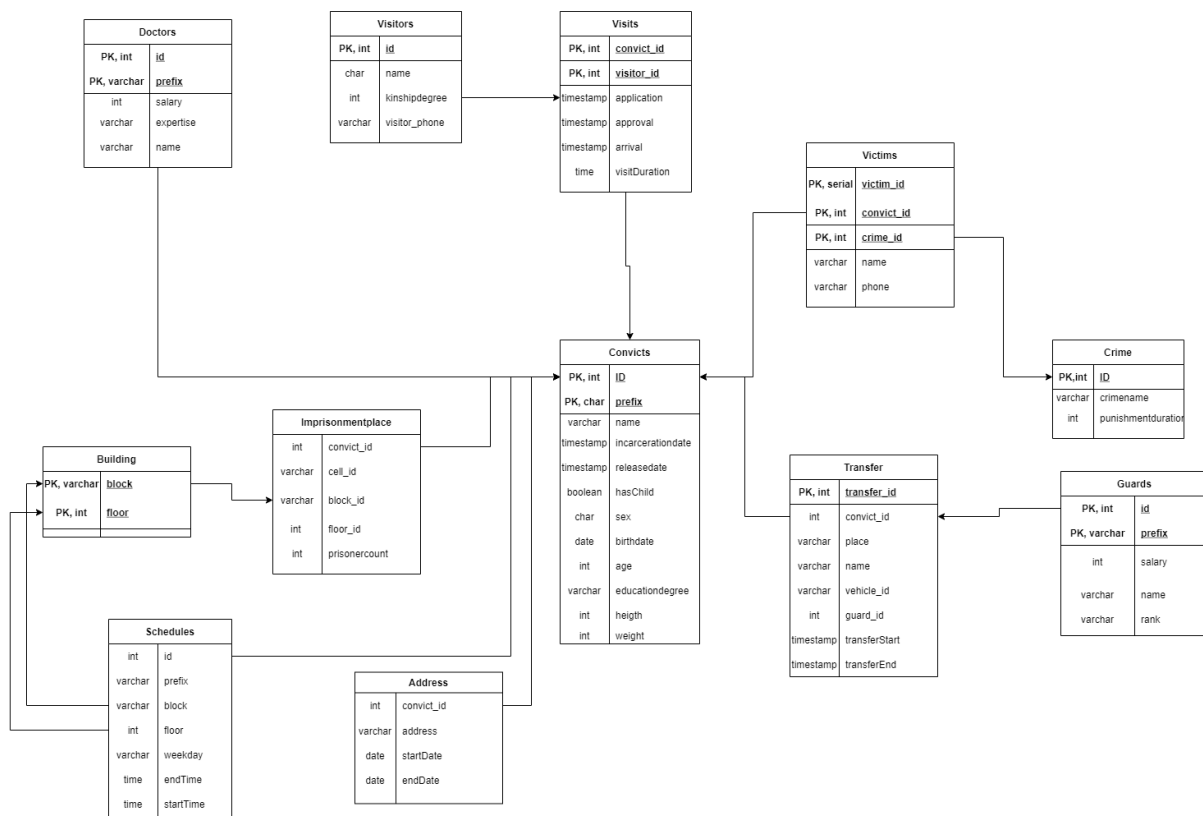 Doctors
PK, int id
PK, varchar prefix
int salary
varchar expertise
varchar name
Visitors
PK, int id
char name
int kinshipdegree
varchar visitor_phone
Visits
PK, int convict_id
PK, int visitor_id
timestamp application
timestamp approval
timestamp arrival
time visitDuration
Victims
PK, serial victim_id
PK, int convict_id
PK, int crime_id
varchar name
varchar phone
Convicts
PK, int ID
PK, char prefix
varchar name
timestamp incarcerationdate
timestamp releasedate
boolean hasChild
char sex
date birthdate
int age
varchar educationdegree
int heigth
int weight
Crime
PK,int ID
varchar crimename
int punishmentduration
Imprisonmentplace
int convict_id
varchar cell_id
varchar block_id
int floor_id
int prisonercount
Building
PK, varchar block
PK, int floor
Transfer
PK, int transfer_id
int convict_id
varchar place
varchar name
varchar vehicle_id
int guard_id
timestamp transferStart
timestamp transferEnd
Guards
PK, int id
PK, varchar prefix
int salary
varchar name
varchar rank
Schedules
int id
varchar prefix
varchar block
int floor
varchar weekday
time endTime
time startTime
Address
int convict_id
varchar address
date startDate
date endDate